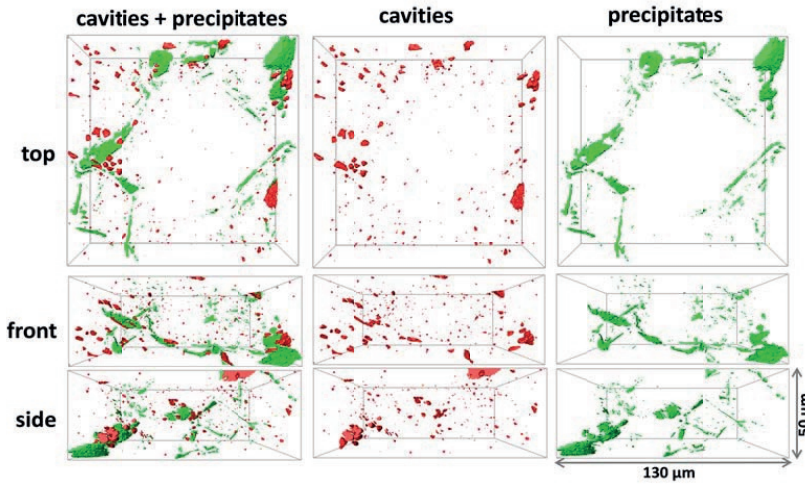 cavities + precipitates
cavities
precipitates
top
front
side
50 µm
130 µm